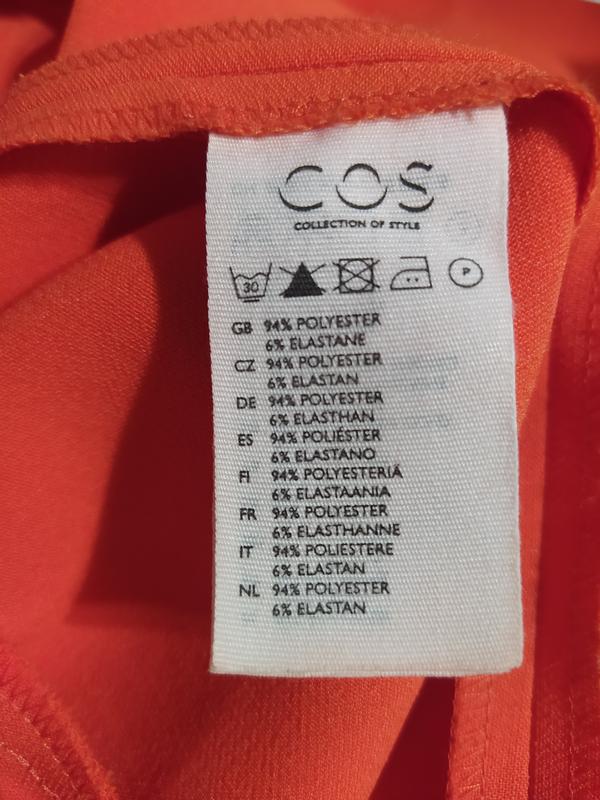 COS
COLLECTION OF STYLE
30 P
GB 94% POLYESTER
6% ELASTANE
CZ 94% POLYESTER
6% ELASTAN
DE 94% POLYESTER
6% ELASTHAN
ES 94% POLIÉSTER
6% ELASTANO
FI 94% POLYESTERIÄ
6% ELASTAANIA
FR 94% POLYESTER
6% ELASTHANNE
IT 94% POLIESTERE
6% ELASTAN
NL 94% POLYESTER
6% ELASTAN